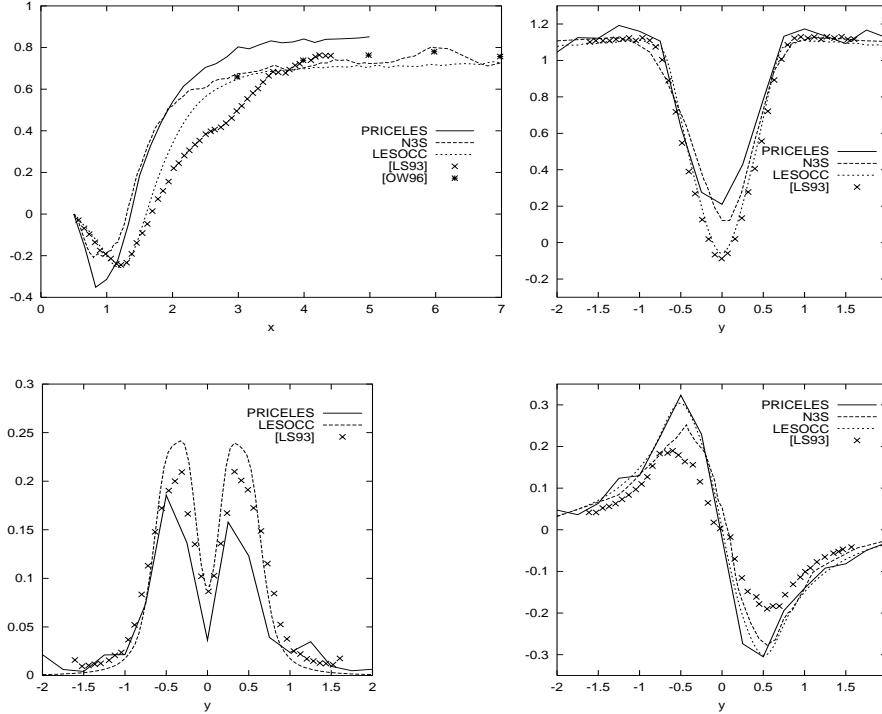 0.8
0.6
0.4
0.2
0
-0.2
-0.4
0 1 2 3 4 5 6 7
x
PRICELES
N3S
LESOCC
[LS93]
[OW96]
1.2
1
0.8
0.6
0.4
0.2
0
-0.2
-2 -1.5 -1 -0.5 0 0.5 1 1.5
y
PRICELES
N3S
LESOCC
[LS93]
0.3
0.25
0.2
0.15
0.1
0.05
0
-2 -1.5 -1 -0.5 0 0.5 1 1.5 2
y
PRICELES
LESOCC
[LS93]
0.3
0.2
0.1
0
-0.1
-0.2
-0.3
-2 -1.5 -1 -0.5 0 0.5 1 1.5
y
PRICELES
N3S
LESOCC
[LS93]